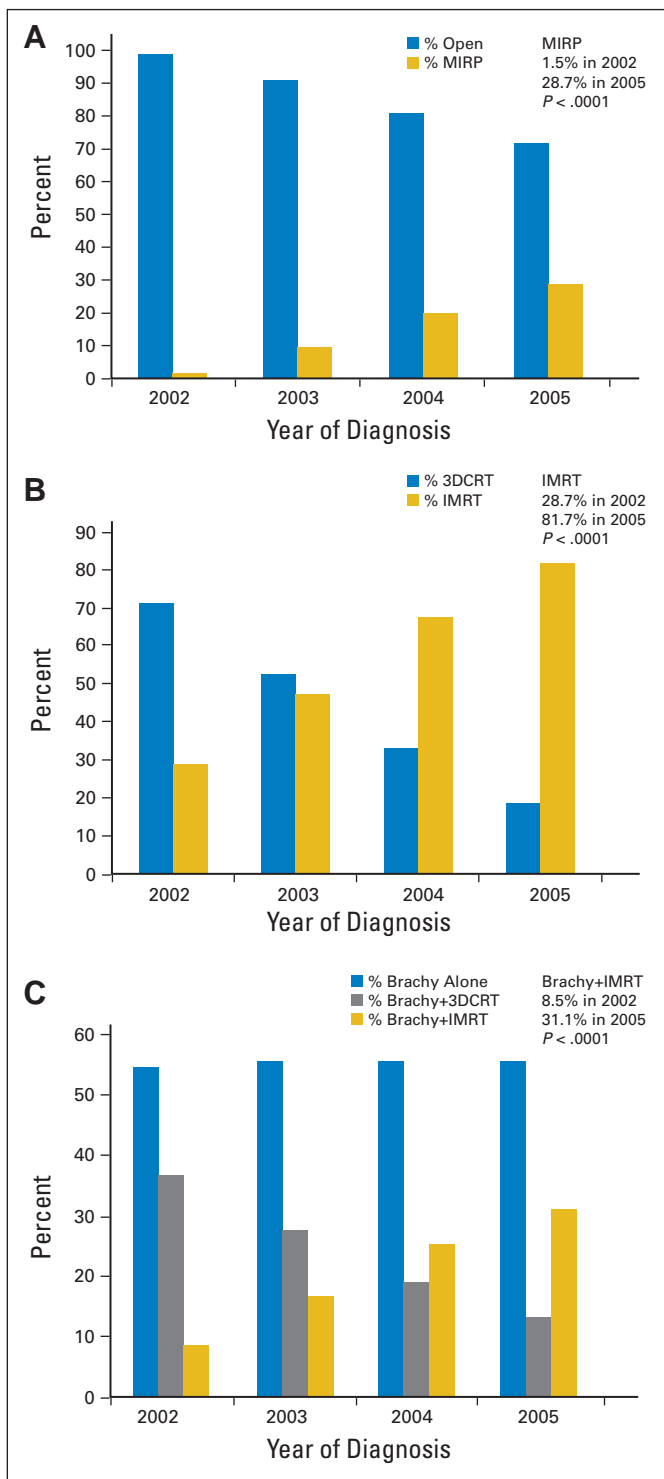 A
% Open
% MIRP
MIRP
1.5% in 2002
28.7% in 2005
P < .0001
Percent
100
90
80
70
60
50
40
30
20
10
0
2002 2003 2004 2005
Year of Diagnosis
B
% 3DCRT
% IMRT
IMRT
28.7% in 2002
81.7% in 2005
P < .0001
Percent
90
80
70
60
50
40
30
20
10
0
2002 2003 2004 2005
Year of Diagnosis
C
% Brachy Alone
% Brachy+3DCRT
% Brachy+IMRT
Brachy+IMRT
8.5% in 2002
31.1% in 2005
P < .0001
Percent
60
50
40
30
20
10
0
2002 2003 2004 2005
Year of Diagnosis